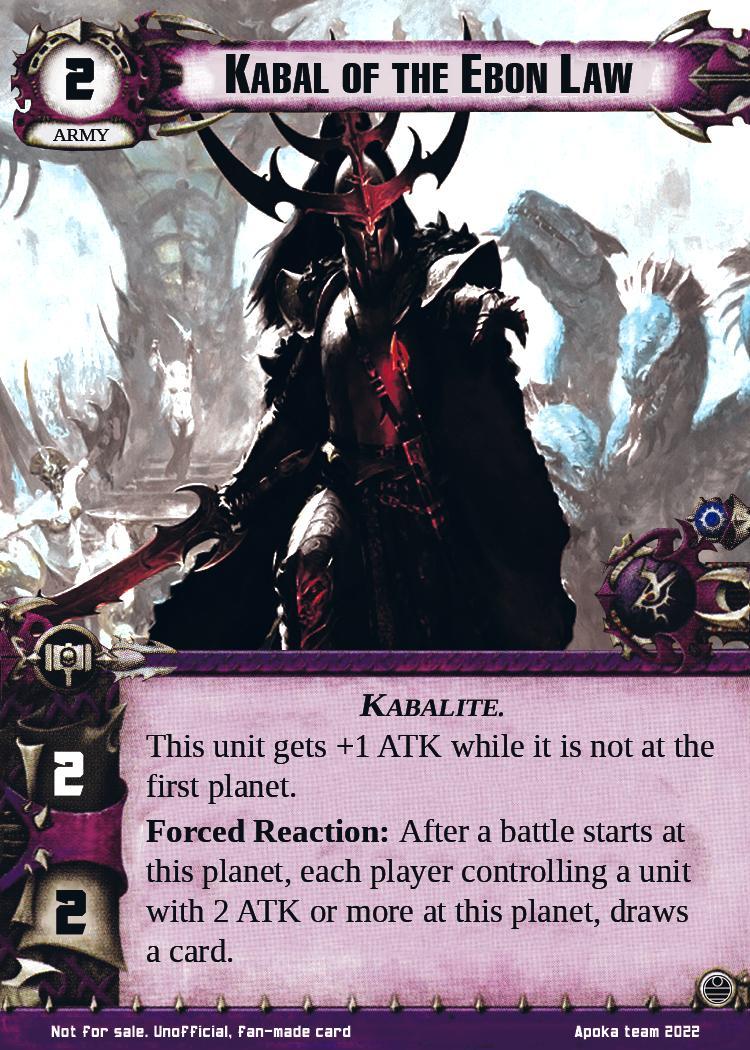 2
KABAL OF THE EBON LAW
ARMY
KABALITE.
This unit gets +1 ATK while it is not at the
first planet.
2
Forced Reaction: After a battle starts at
this planet, each player controlling a unit
with 2 ATK or more at this planet, draws
a card.
2
Not for sale. Unofficial, fan-made card
Apoka team 2022